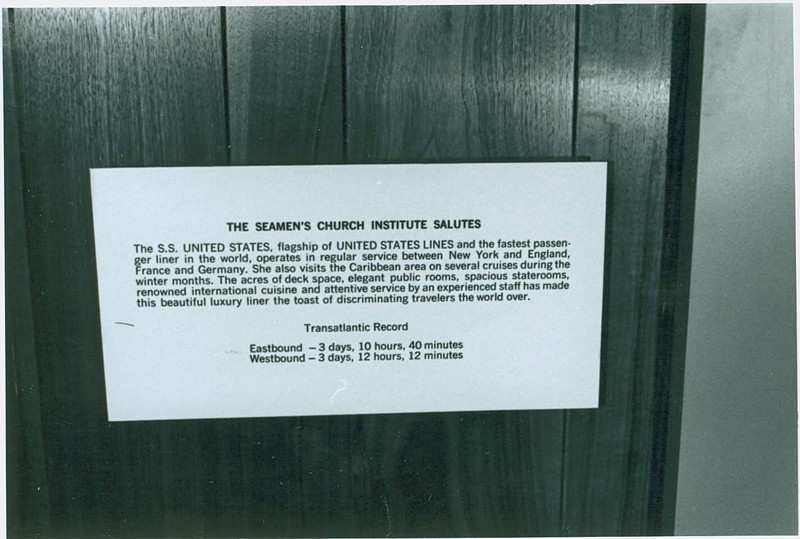 THE SEAMEN'S CHURCH INSTITUTE SALUTES
The S.S. UNITED STATES, flagship of UNITED STATES LINES and the fastest passen-
ger liner in the world, operates in regular service between New York and England,
France and Germany. She also visits the Caribbean area on several cruises during the
winter months. The acres of deck space, elegant public rooms, spacious staterooms,
renowned international cuisine and attentive service by an experienced staff has made
this beautiful luxury liner the toast of discriminating travelers the world over.
Transatlantic Record
Eastbound – 3 days, 10 hours, 40 minutes
Westbound – 3 days, 12 hours, 12 minutes